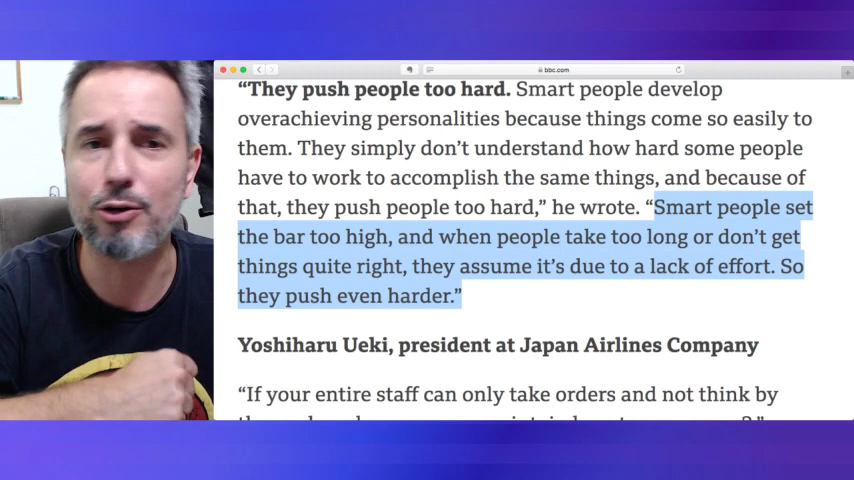 bbc.com
“They push people too hard. Smart people develop
overachieving personalities because things come so easily to
them. They simply don’t understand how hard some people
have to work to accomplish the same things, and because of
that, they push people too hard,” he wrote. “Smart people set
the bar too high, and when people take too long or don’t get
things quite right, they assume it’s due to a lack of effort. So
they push even harder.”
Yoshiharu Ueki, president at Japan Airlines Company
“If your entire staff can only take orders and not think by